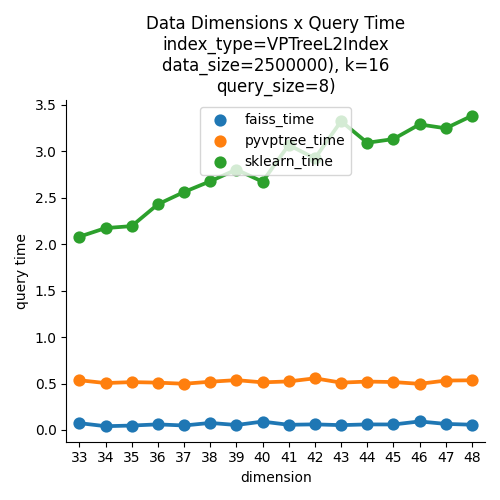 Data Dimensions x Query Time
index_type=VPTreeL2Index
data_size=2500000), k=16
query_size=8)
faiss_time
pyvptree_time
sklearn_time
query time
3.5
3.0
2.5
2.0
1.5
1.0
0.5
0.0
33 34 35 36 37 38 39 40 41 42 43 44 45 46 47 48
dimension